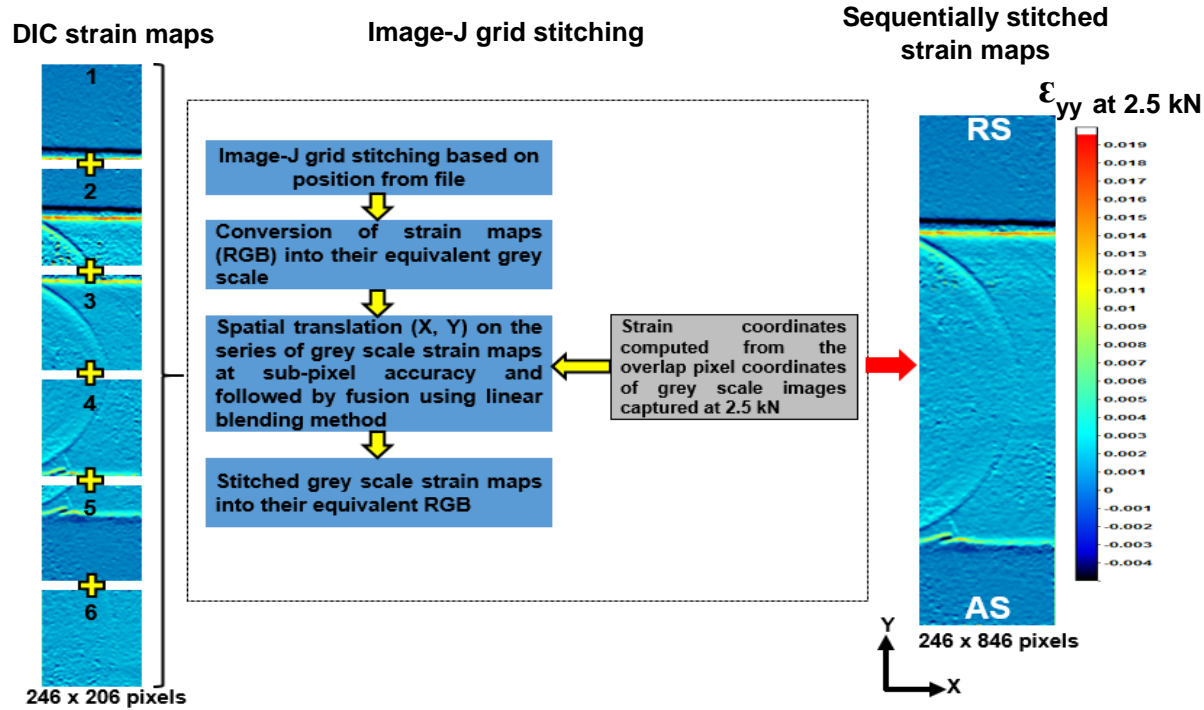 DIC strain maps
Image-J grid stitching
Sequentially stitched
strain maps
1
2
3
4
5
6
246 x 206 pixels
Image-J grid stitching based on
position from file
Conversion of strain maps
(RGB) into their equivalent grey
scale
Spatial translation (X, Y) on the
series of grey scale strain maps
at sub-pixel accuracy and
followed by fusion using linear
blending method
Stitched grey scale strain maps
into their equivalent RGB
Strain coordinates
computed from the
overlap pixel coordinates
of grey scale images
captured at 2.5 kN
εyy at 2.5 kN
RS
AS
0.019
0.018
0.017
0.016
0.015
0.014
0.013
0.012
0.011
0.01
0.009
0.008
0.007
0.006
0.005
0.004
0.003
0.002
0.001
0
-0.001
-0.002
-0.003
-0.004
246 x 846 pixels
Y
X